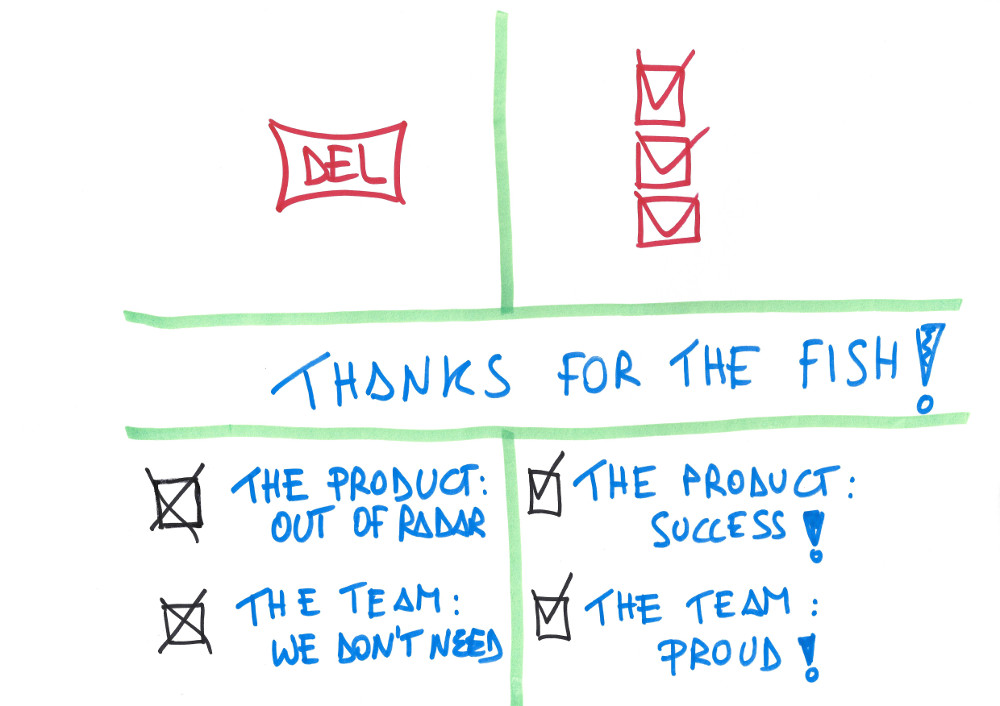 DEL
THANKS FOR THE FISH!
THE PRODUCT:
OUT OF RADAR
THE TEAM:
WE DON'T NEED
THE PRODUCT:
SUCCESS!
THE TEAM:
PROUD!